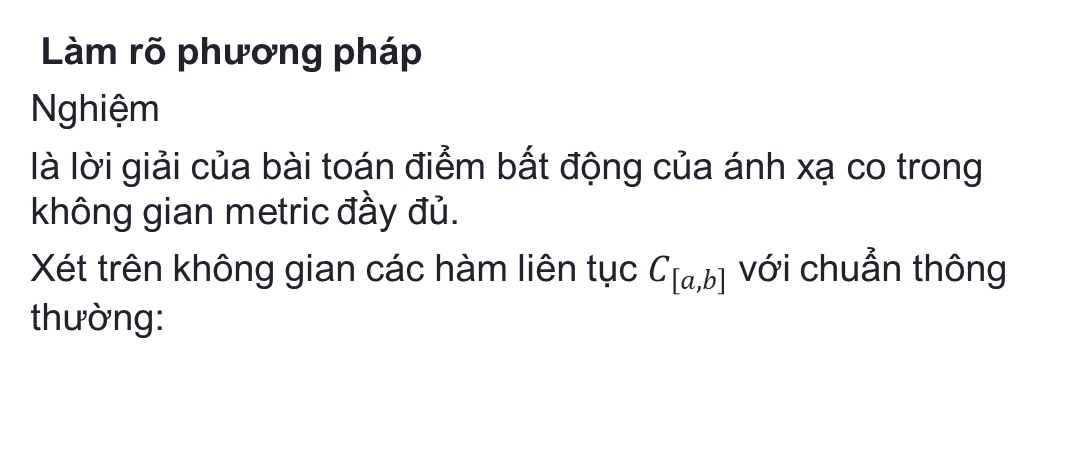 Làm rõ phương pháp
Nghiệm
là lời giải của bài toán điểm bất động của ánh xạ co trong
không gian metric đầy đủ.
Xét trên không gian các hàm liên tục C[a,b] với chuẩn thông
thường: